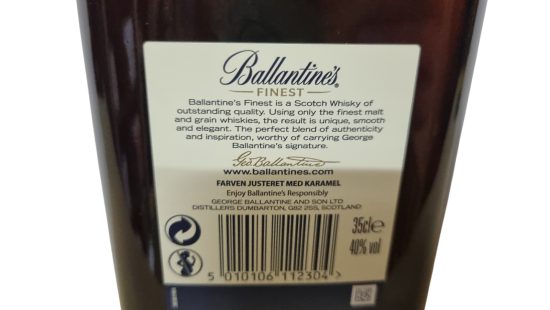 Ballantine's
FINEST
Ballantine's Finest is a Scotch Whisky of
outstanding quality. Using only the finest malt
and grain whiskies, the result is unique, smooth
and elegant. The perfect blend of authenticity
and inspiration, worthy of carrying George
Ballantine's signature.
Geo Ballantine
www.ballantines.com
FARVEN JUSTERET MED KARAMEL
Enjoy Ballantine's Responsibly
GEORGE BALLANTINE AND SON LTD
DISTILLERS DUMBARTON, G82 2SS, SCOTLAND
35cl e
40% vol
5 010106 112304 >